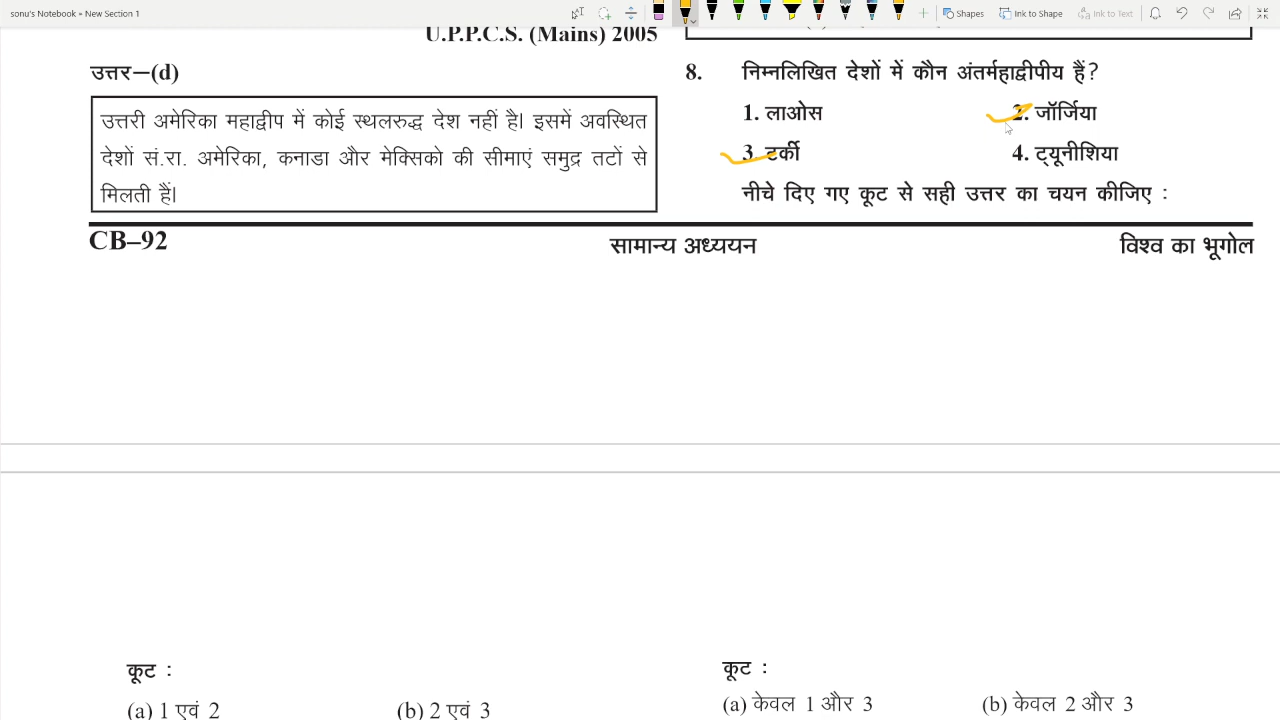 sonu's Notebook » New Section 1
Shapes
Ink to Shape
Ink to Text
U.P.P.C.S. (Mains) 2005
उत्तर–(d)
उत्तरी अमेरिका महाद्वीप में कोई स्थलरुद्ध देश नहीं है। इसमें अवस्थित
देशों सं.रा. अमेरिका, कनाडा और मेक्सिको की सीमाएं समुद्र तटों से
मिलती हैं।
8. निम्नलिखित देशों में कौन अंतर्महाद्वीपीय हैं?
1. लाओस 2. जॉर्जिया
3. टर्की 4. ट्यूनीशिया
नीचे दिए गए कूट से सही उत्तर का चयन कीजिए :
CB–92 सामान्य अध्ययन विश्व का भूगोल
कूट :
(a) 1 एवं 2 (b) 2 एवं 3
कूट :
(a) केवल 1 और 3 (b) केवल 2 और 3